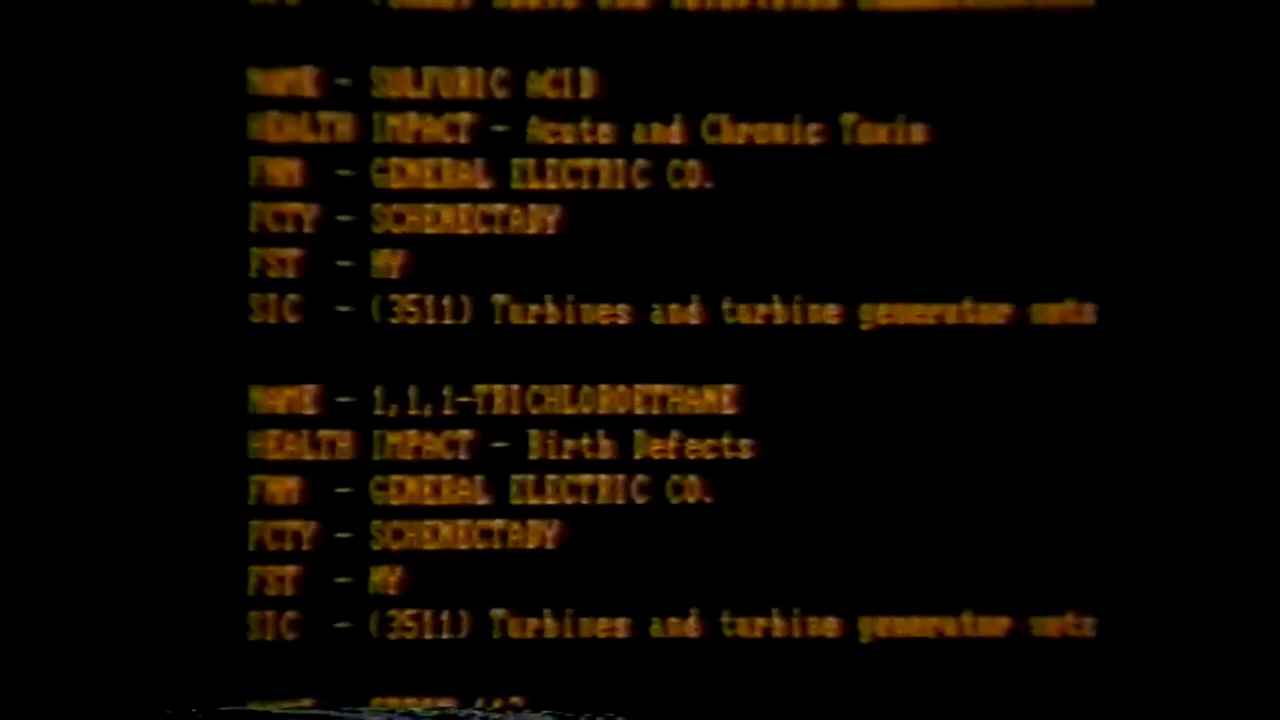 NAME - SULFURIC ACID
HEALTH IMPACT - Acute and Chronic Toxin
FNM - GENERAL ELECTRIC CO.
FCTY - SCHENECTADY
FST - NY
SIC - (3511) Turbines and turbine generator sets
NAME - 1,1,1-TRICHLOROETHANE
HEALTH IMPACT - Birth Defects
FNM - GENERAL ELECTRIC CO.
FCTY - SCHENECTADY
FST - NY
SIC - (3511) Turbines and turbine generator sets